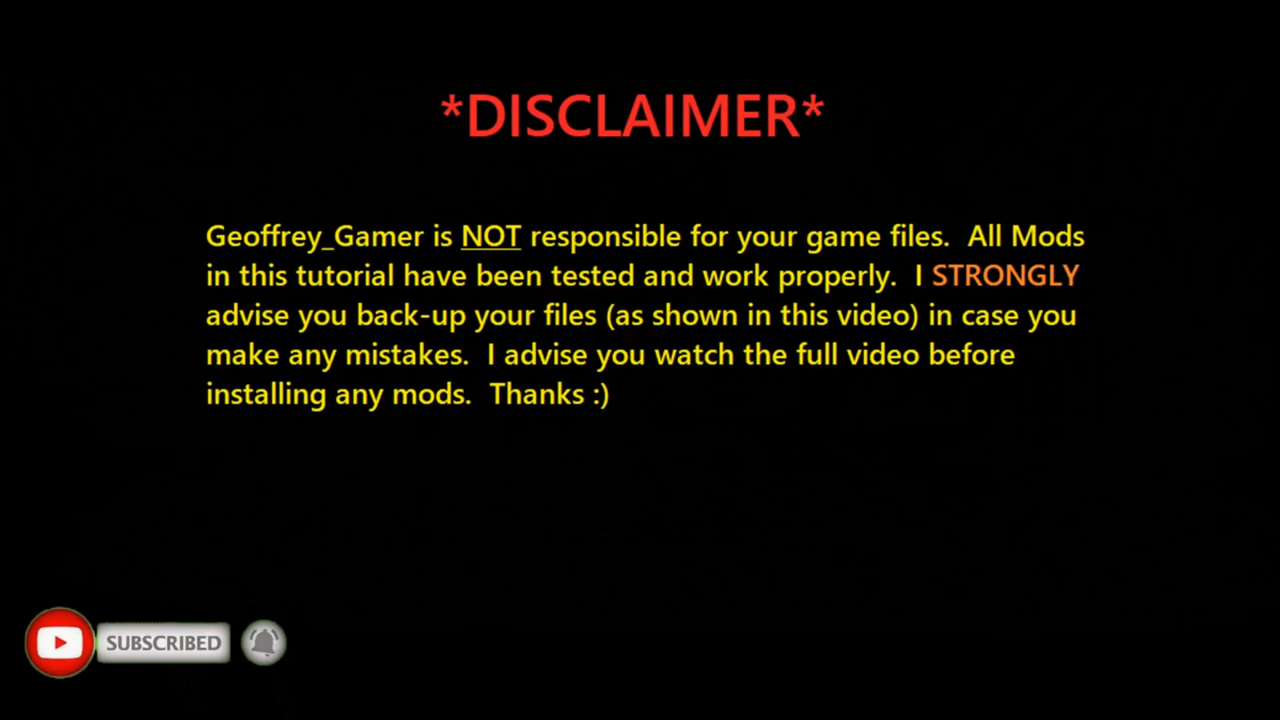 *DISCLAIMER*
Geoffrey_Gamer is NOT responsible for your game files.  All Mods
in this tutorial have been tested and work properly.  I STRONGLY
advise you back-up your files (as shown in this video) in case you
make any mistakes.  I advise you watch the full video before
installing any mods.  Thanks :)
SUBSCRIBED